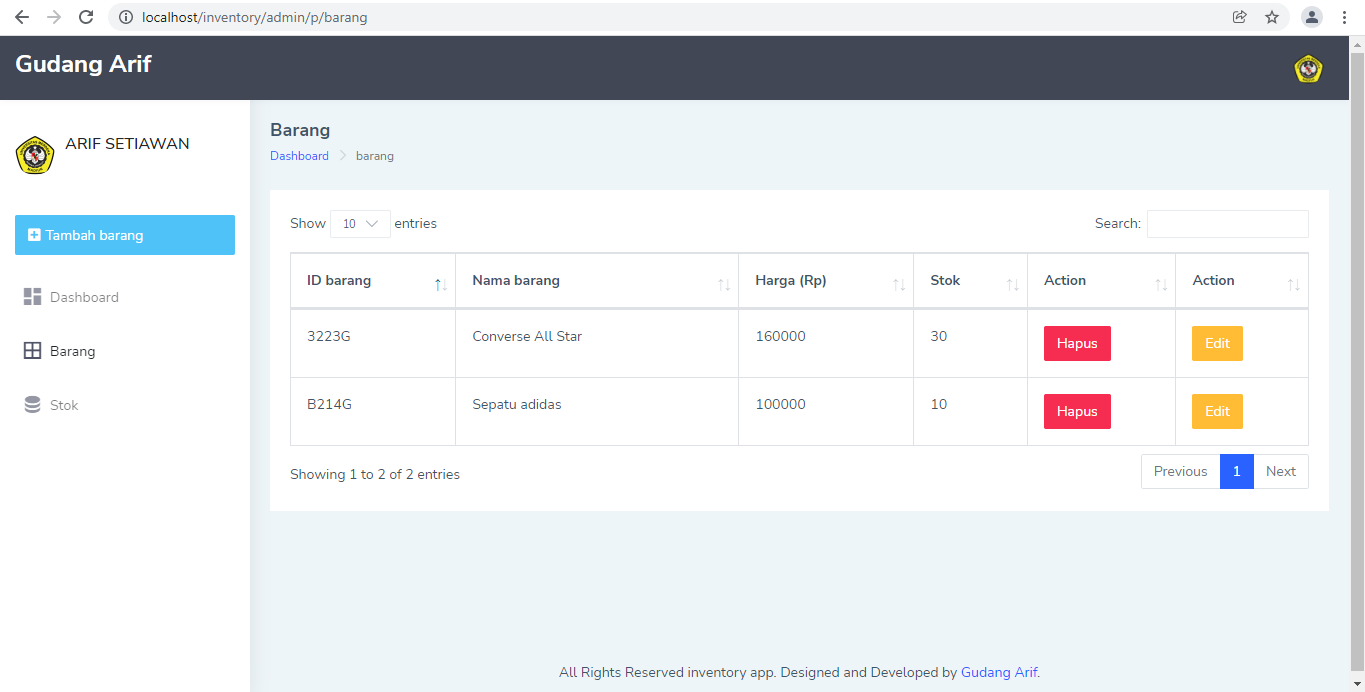 localhost/inventory/admin/p/barang
Gudang Arif
ARIF SETIAWAN
Tambah barang
Dashboard
Barang
Stok
Barang
Dashboard barang
Show 10 entries Search:
ID barang Nama barang Harga (Rp) Stok Action Action
3223G Converse All Star 160000 30 Hapus Edit
B214G Sepatu adidas 100000 10 Hapus Edit
Showing 1 to 2 of 2 entries Previous 1 Next
All Rights Reserved inventory app. Designed and Developed by Gudang Arif.